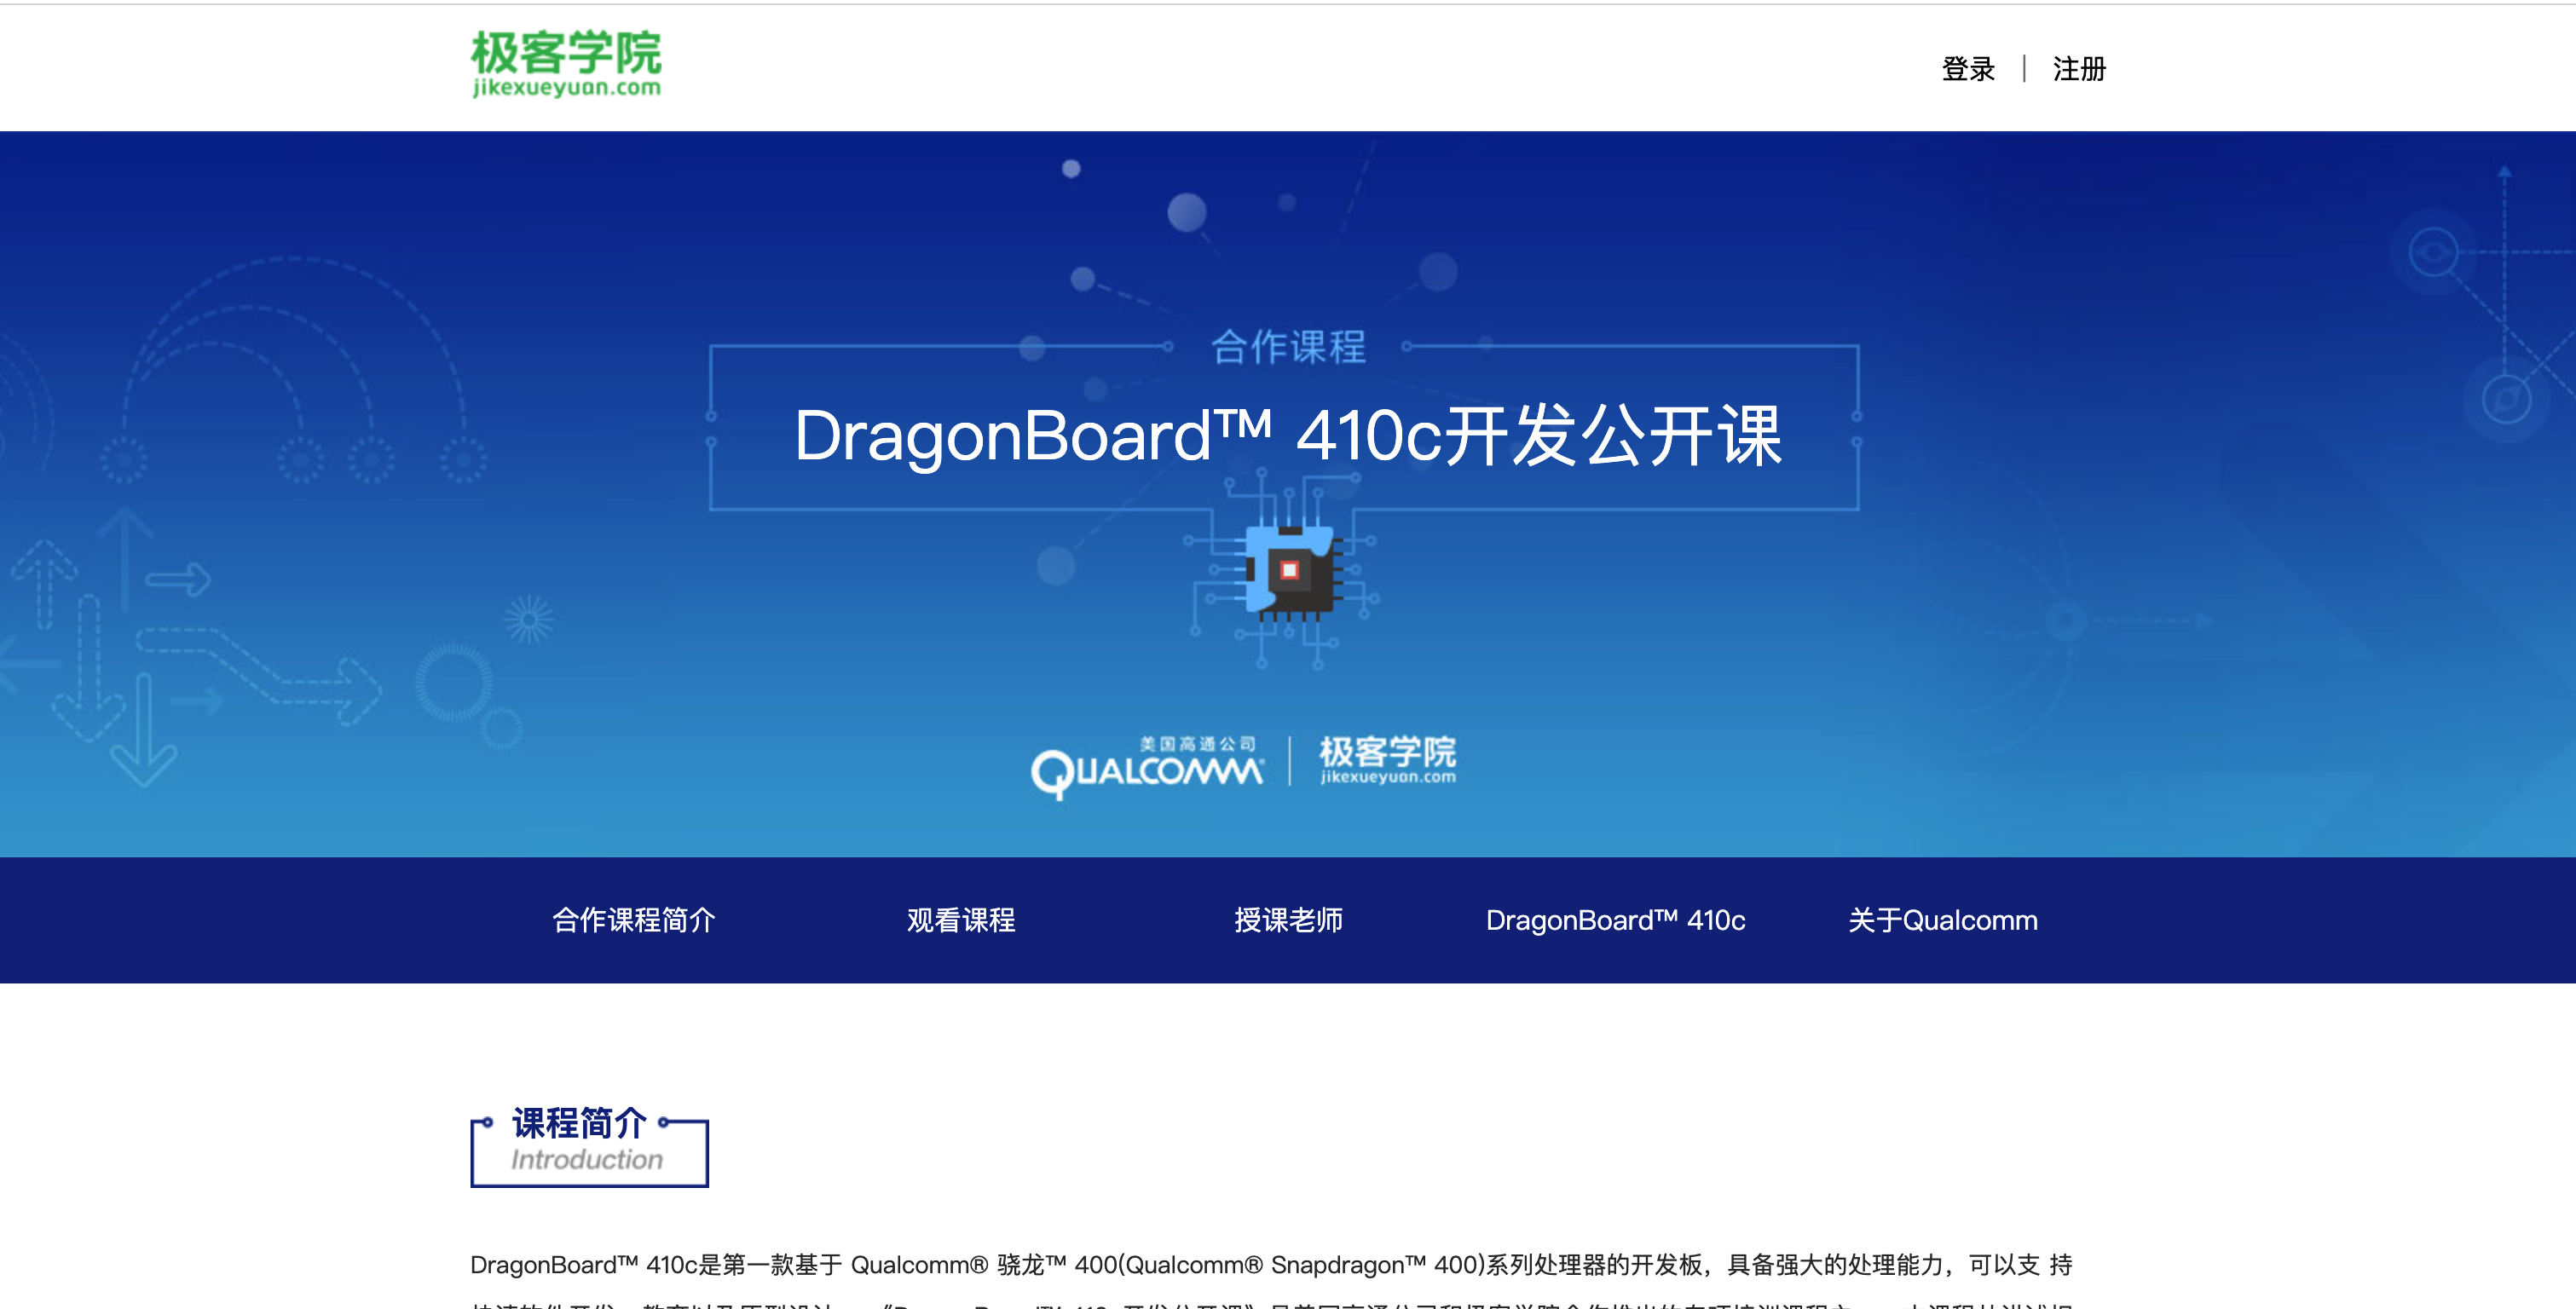 极客学院
jikexueyuan.com
登录 | 注册
合作课程
DragonBoard™ 410c开发公开课
美国高通公司
QUALCOMM®
极客学院
jikexueyuan.com
合作课程简介 观看课程 授课老师 DragonBoard™ 410c 关于Qualcomm
课程简介
Introduction
DragonBoard™ 410c是第一款基于 Qualcomm® 骁龙™ 400(Qualcomm® Snapdragon™ 400)系列处理器的开发板，具备强大的处理能力，可以支 持